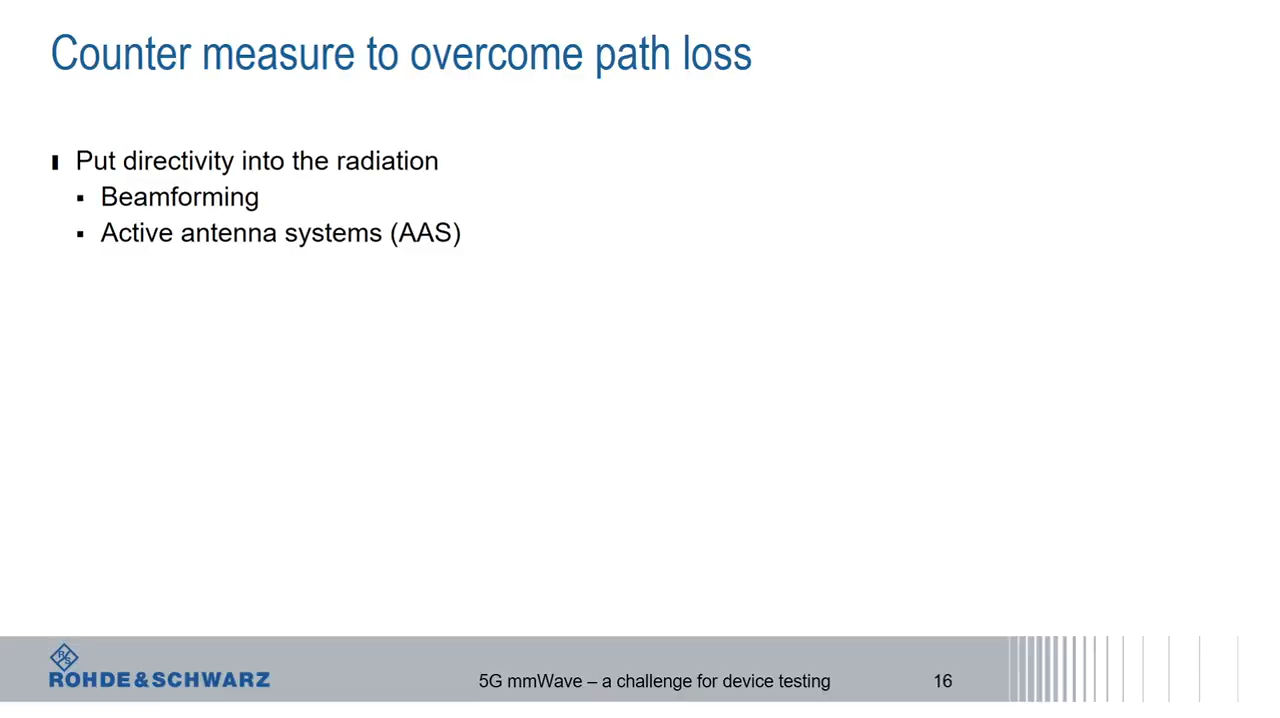 Counter measure to overcome path loss
Put directivity into the radiation
Beamforming
Active antenna systems (AAS)
R
S
ROHDE&SCHWARZ
5G mmWave – a challenge for device testing
16